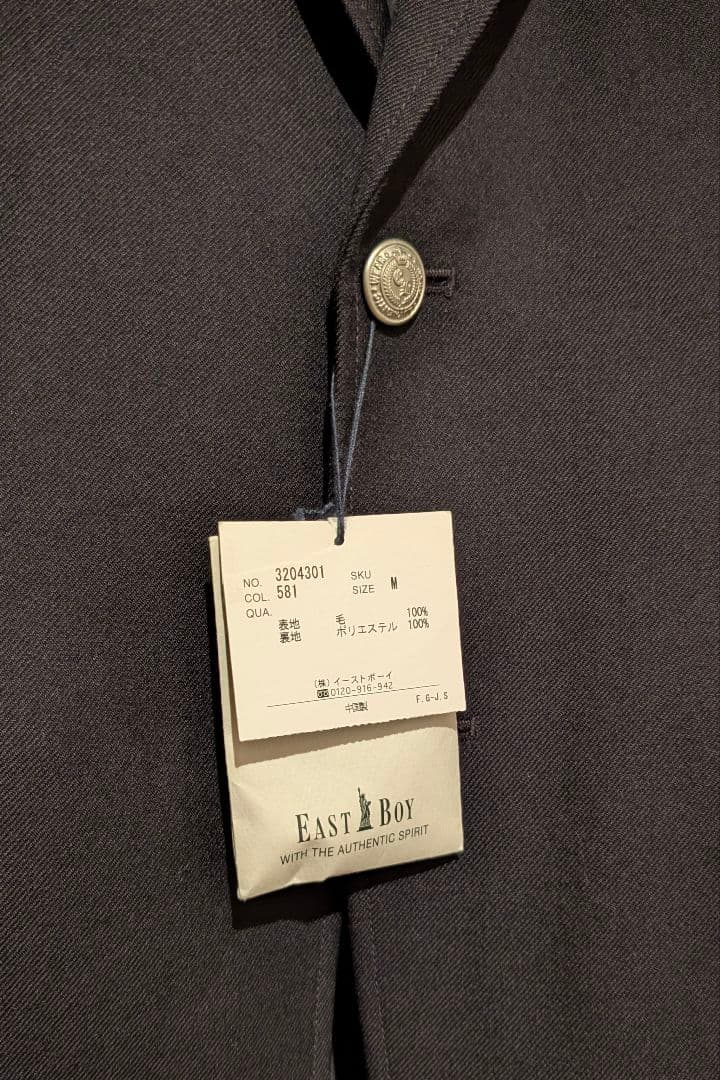 NO. 3204301 SKU
COL. 581 SIZE M
QUA.
表地 毛 100%
裏地 ポリエステル 100%
(株) イーストボーイ
0120-916-942
中国製 F.G-J.S
EAST BOY
WITH THE AUTHENTIC SPIRIT